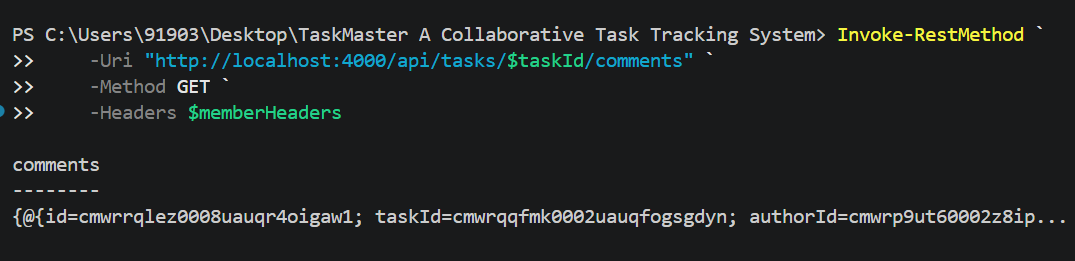 PS C:\Users\91903\Desktop\TaskMaster A Collaborative Task Tracking System> Invoke-RestMethod `
>>     -Uri "http://localhost:4000/api/tasks/$taskId/comments" `
>>     -Method GET `
>>     -Headers $memberHeaders
comments
--------
{@{id=cmwrrqlez0008uauqr4oigaw1; taskId=cmwrqqfmk0002uauqfogsgdyn; authorId=cmwrp9ut60002z8ip...